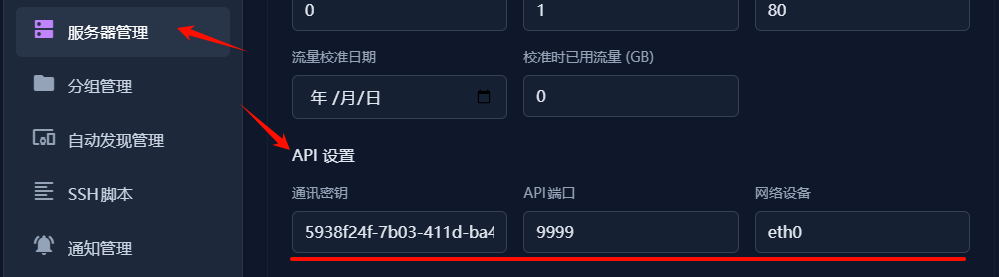 服务器管理
分组管理
自动发现管理
SSH脚本
通知管理
0
1
80
流量校准日期
校准时已用流量 (GB)
年 /月/日
0
API 设置
通讯密钥
API端口
网络设备
5938f24f-7b03-411d-ba4
9999
eth0